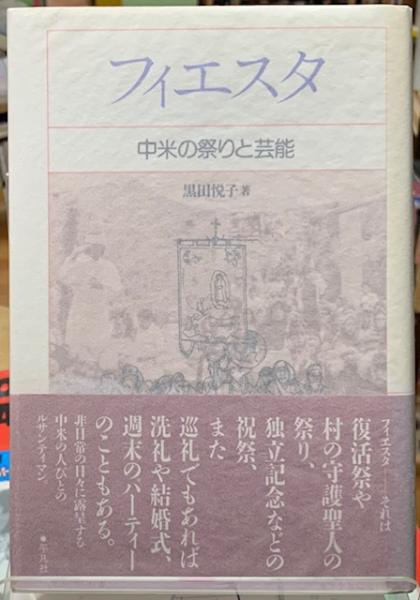 フィエスタ
中米の祭りと芸能
黒田悦子 著
フィエスタ——それは
復活祭や
村の守護聖人の
祭り、
独立記念などの
祝祭、
また
巡礼でもあれば
洗礼や結婚式、
週末のパーティー
のこともある。
非日常の日々に露呈する
中米の人びとの
ルサンティマン。
●平凡社